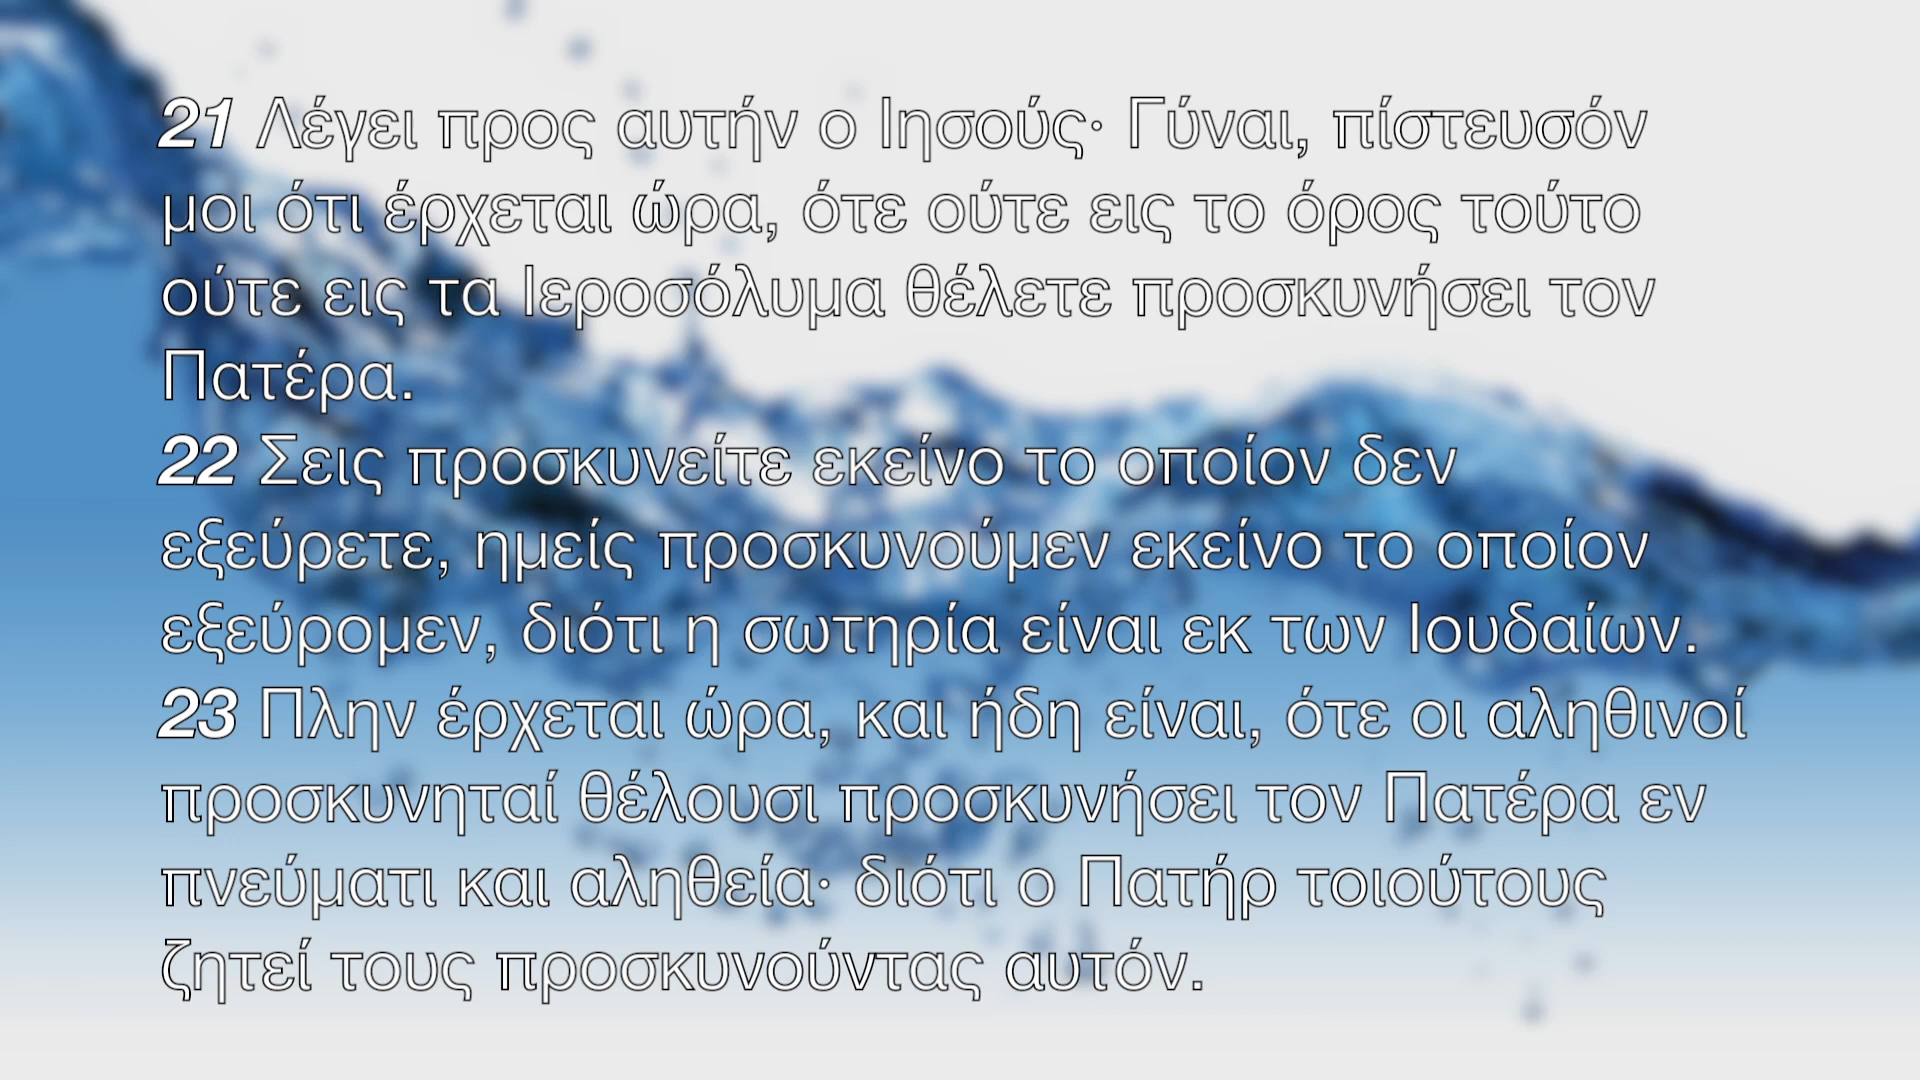 21 Λέγει προς αυτήν ο Ιησούς· Γύναι, πίστευσόν
μοι ότι έρχεται ώρα, ότε ούτε εις το όρος τούτο
ούτε εις τα Ιεροσόλυμα θέλετε προσκυνήσει τον
Πατέρα.
22 Σεις προσκυνείτε εκείνο το οποίον δεν
εξεύρετε, ημείς προσκυνούμεν εκείνο το οποίον
εξεύρομεν, διότι η σωτηρία είναι εκ των Ιουδαίων.
23 Πλην έρχεται ώρα, και ήδη είναι, ότε οι αληθινοί
προσκυνηταί θέλουσι προσκυνήσει τον Πατέρα εν
πνεύματι και αληθεία· διότι ο Πατήρ τοιούτους
ζητεί τους προσκυνούντας αυτόν.